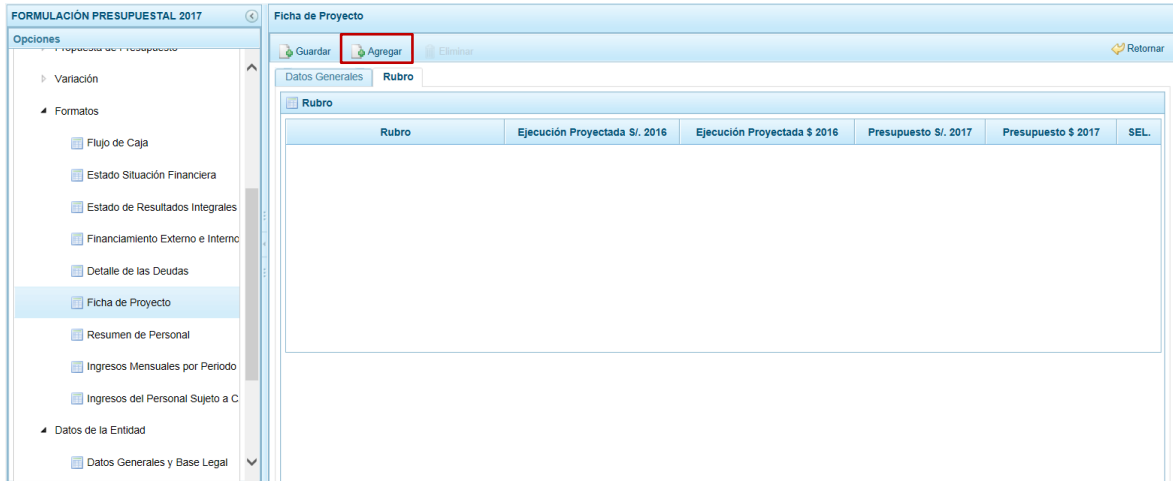 FORMULACIÓN PRESUPUESTAL 2017
Opciones
Variación
Formatos
Flujo de Caja
Estado Situación Financiera
Estado de Resultados Integrales
Financiamiento Externo e Interno
Detalle de las Deudas
Ficha de Proyecto
Resumen de Personal
Ingresos Mensuales por Periodo
Ingresos del Personal Sujeto a C
Datos de la Entidad
Datos Generales y Base Legal
Ficha de Proyecto
Guardar Agregar Eliminar Retornar
Datos Generales Rubro
Rubro
Rubro Ejecución Proyectada S/. 2016 Ejecución Proyectada $ 2016 Presupuesto S/. 2017 Presupuesto $ 2017 SEL.